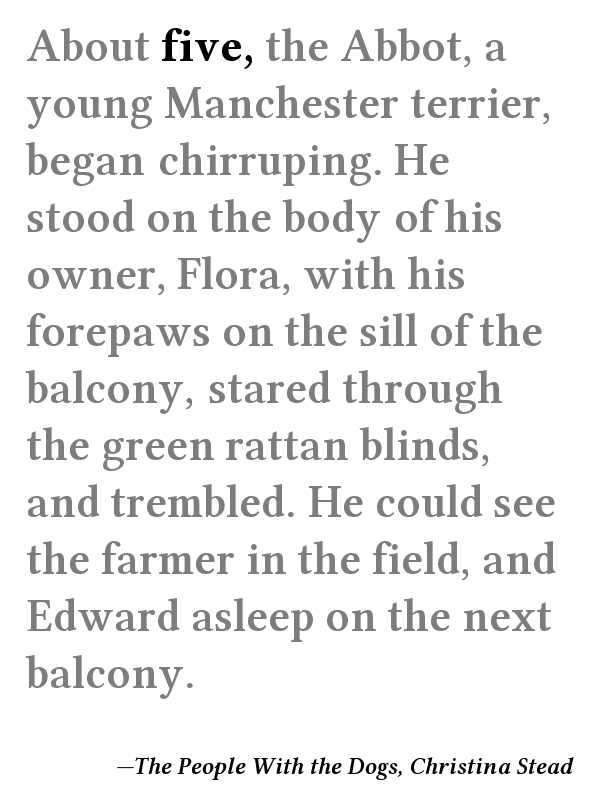 About five, the Abbot, a
young Manchester terrier,
began chirruping. He
stood on the body of his
owner, Flora, with his
forepaws on the sill of the
balcony, stared through
the green rattan blinds,
and trembled. He could see
the farmer in the field, and
Edward asleep on the next
balcony.
—The People With the Dogs, Christina Stead